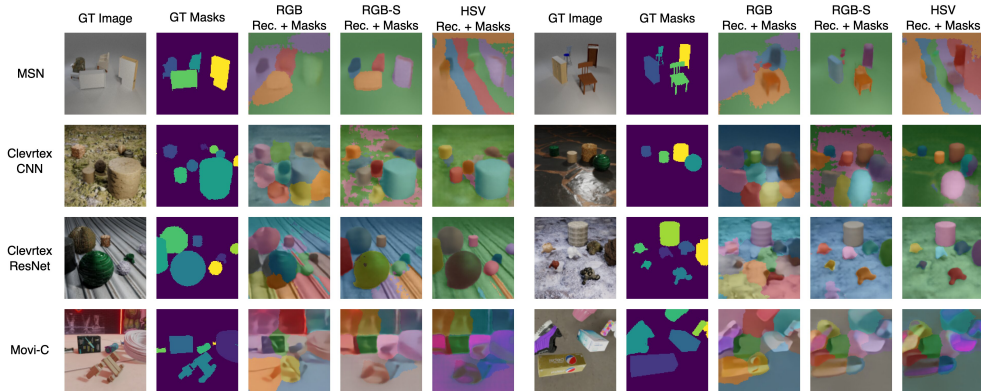 GT Image GT Masks RGB RGB-S HSV GT Image GT Masks RGB RGB-S HSV
Rec. + Masks Rec. + Masks Rec. + Masks Rec. + Masks Rec. + Masks Rec. + Masks
MSN
Clevrtex
CNN
Clevrtex
ResNet
Movi-C